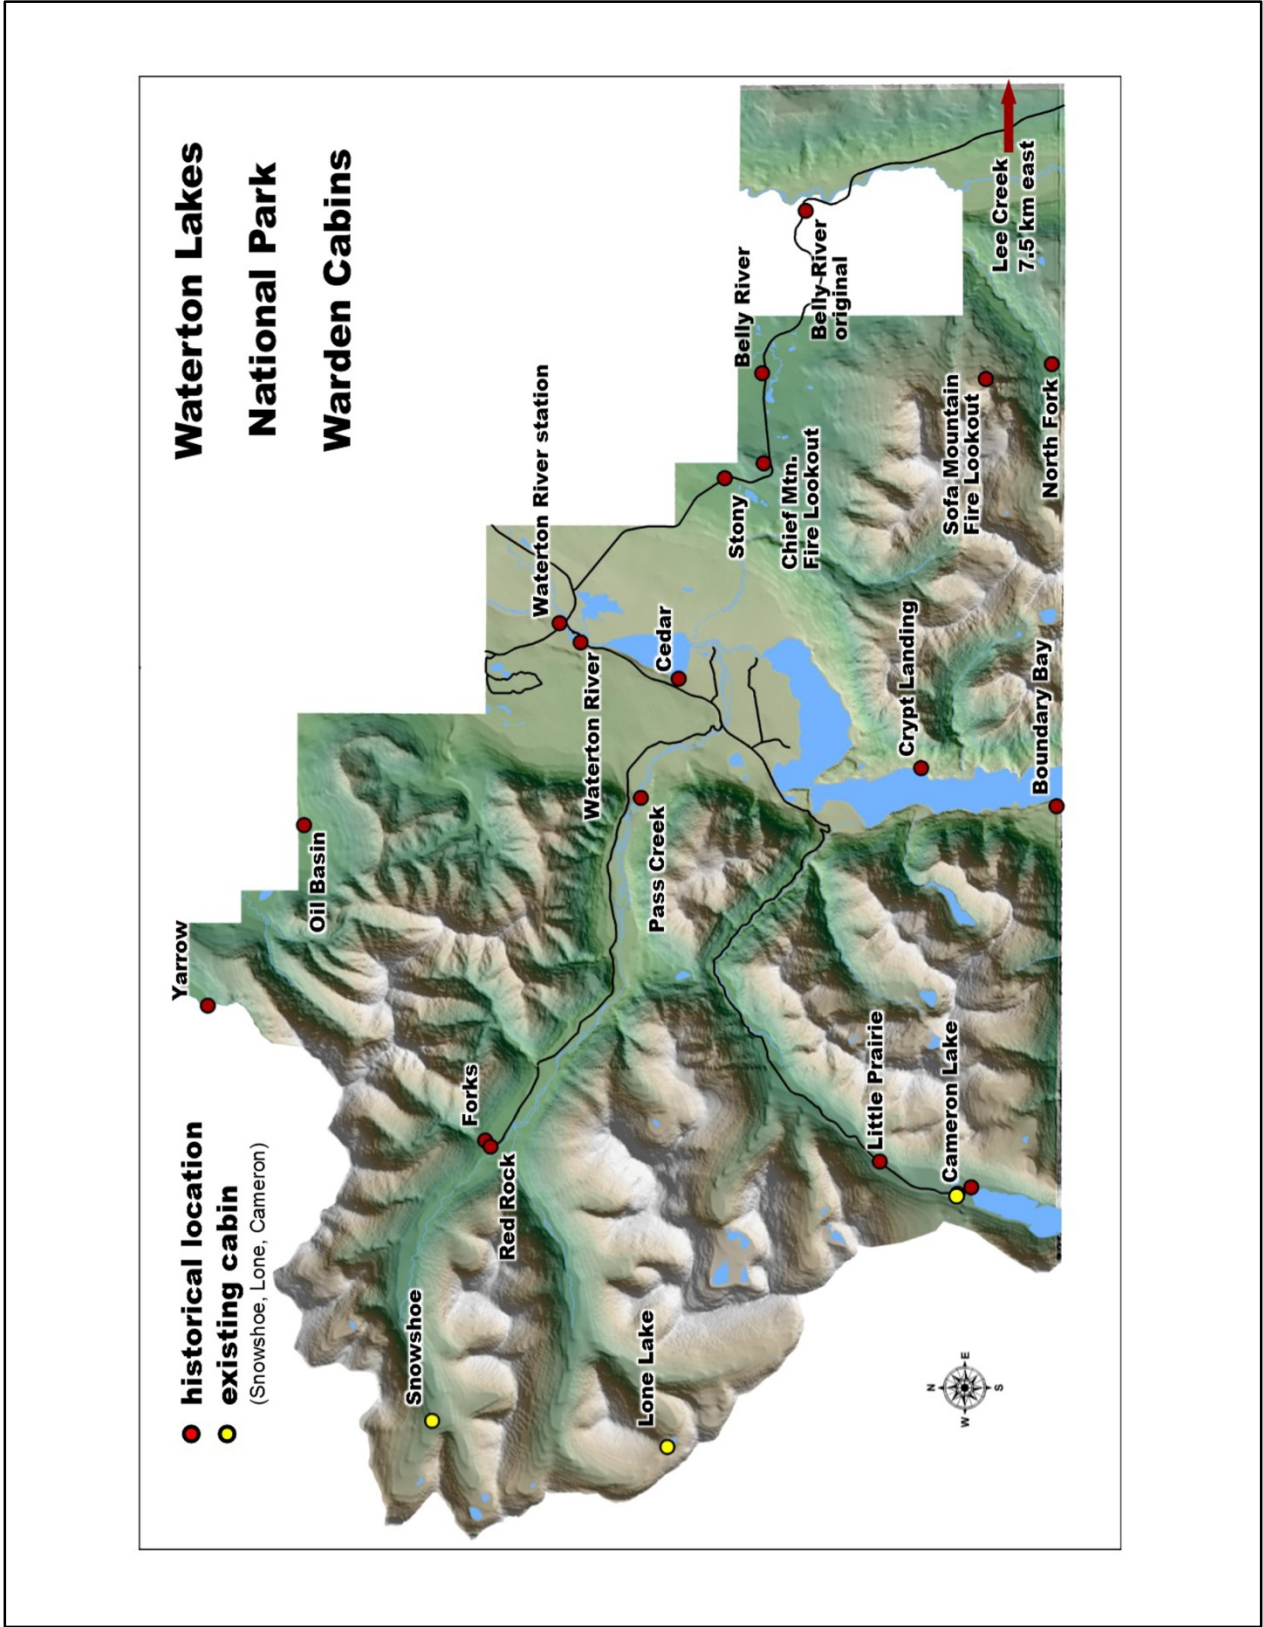 Waterton Lakes
National Park
Warden Cabins
historical location
existing cabin
(Snowshoe, Lone, Cameron)
Yarrow
Oil Basin
Forks
Red Rock
Snowshoe
Lone Lake
Pass Creek
Waterton River station
Waterton River
Cedar
Stony
Chief Mtn.
Fire Lookout
Belly River
Belly River
original
Lee Creek
7.5 km east
Sofa Mountain
Fire Lookout
North Fork
Crypt Landing
Boundary Bay
Little Prairie
Cameron Lake
N
W
E
S